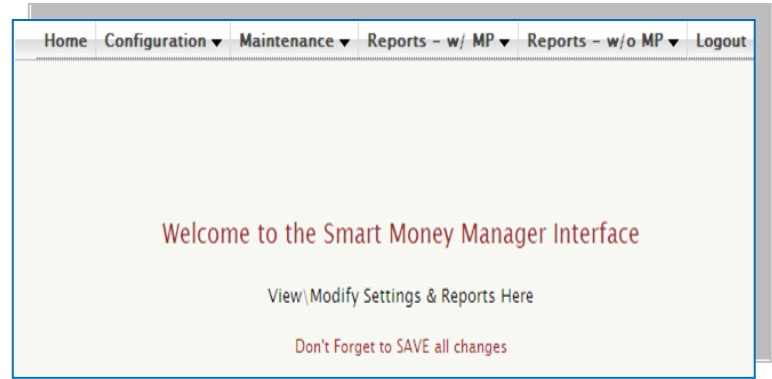 Home Configuration ▾ Maintenance ▾ Reports - w/ MP ▾ Reports - w/o MP ▾ Logout
Welcome to the Smart Money Manager Interface
View\Modify Settings & Reports Here
Don't Forget to SAVE all changes